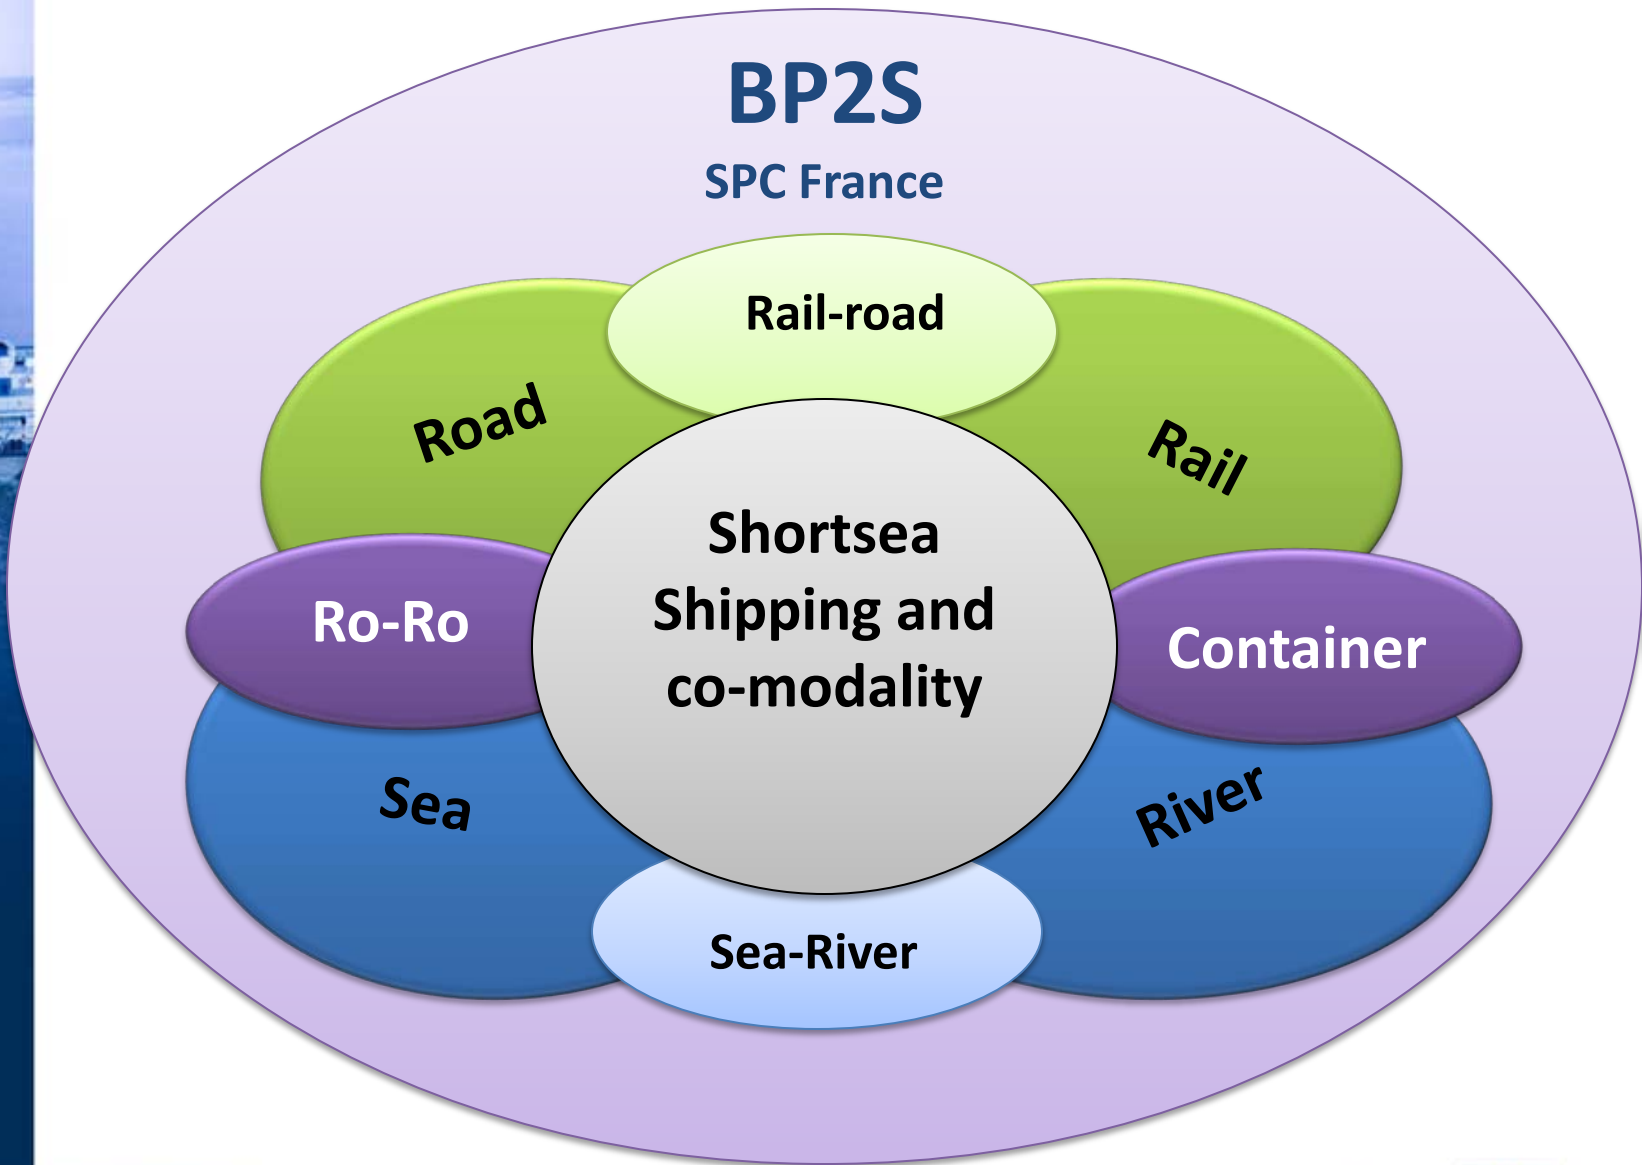 BP2S
SPC France
Rail-road
Road
Rail
Shortsea
Shipping and
co-modality
Ro-Ro
Container
Sea
River
Sea-River